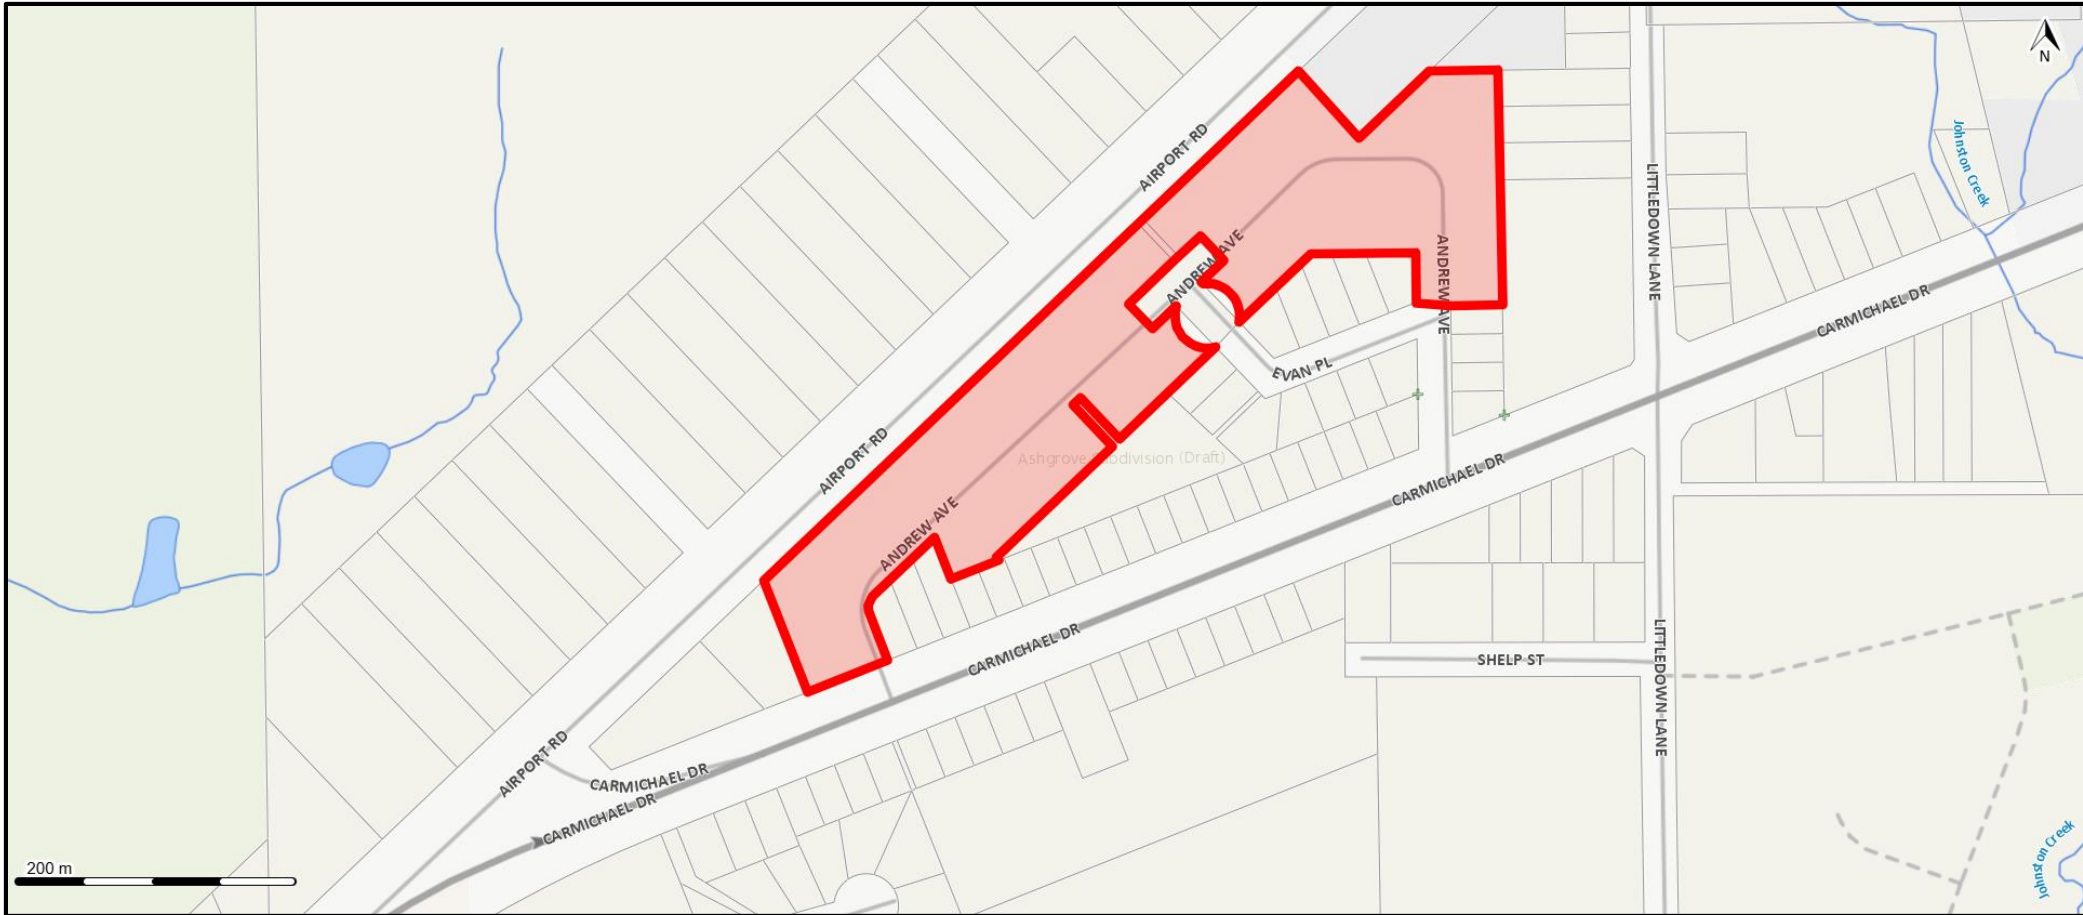 N
AIRPORT RD
Johnston Creek
LITTLEDOWN LANE
ANDREW AVE
ANDREW AVE
ANDREW AVE
CARMICHAEL DR
EVAN PL
AIRPORT RD
Ashgrove Subdivision (Draft)
CARMICHAEL DR
ANDREW AVE
CARMICHAEL DR
SHELP ST
LITTLEDOWN LANE
AIRPORT RD
CARMICHAEL DR
CARMICHAEL DR
Johnston Creek
200 m